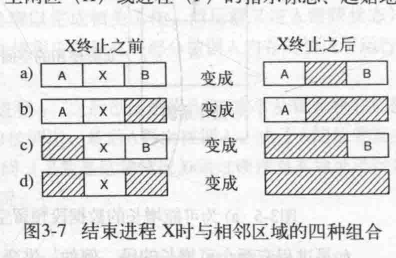 X终止之前 X终止之后
a) A X B 变成 A B
b) A X 变成 A
c) X B 变成 B
d) X 变成
图3-7 结束进程 X时与相邻区域的四种组合